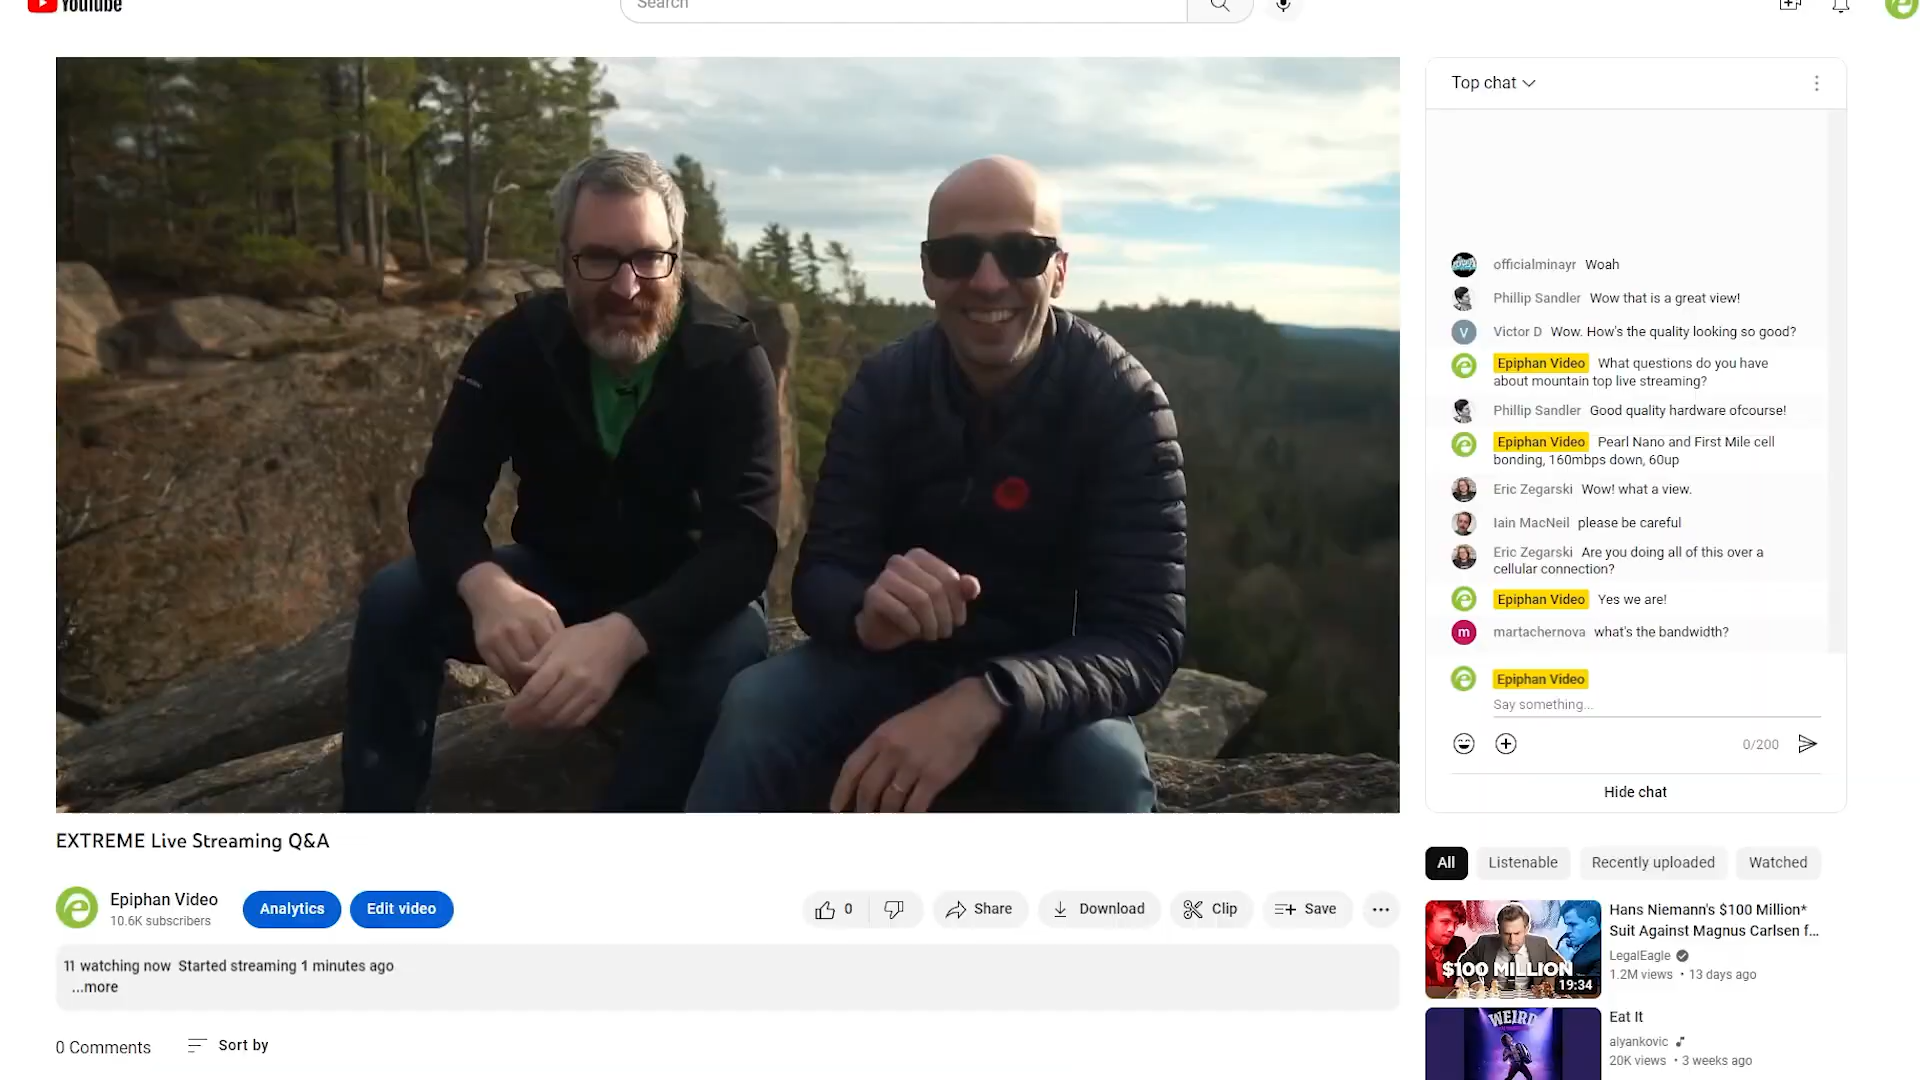 YouTube
Search
Top chat
officialminayr Woah
Phillip Sandler Wow that is a great view!
V Victor D Wow. How's the quality looking so good?
Epiphan Video What questions do you have
about mountain top live streaming?
Phillip Sandler Good quality hardware ofcourse!
Epiphan Video Pearl Nano and First Mile cell
bonding, 160mbps down, 60up
Eric Zegarski Wow! what a view.
Iain MacNeil please be careful
Eric Zegarski Are you doing all of this over a
cellular connection?
Epiphan Video Yes we are!
m martachernova what's the bandwidth?
Epiphan Video
Say something...
0/200
Hide chat
EXTREME Live Streaming Q&A
Epiphan Video
10.6K subscribers
Analytics
Edit video
0
Share
Download
Clip
Save
11 watching now Started streaming 1 minutes ago
...more
0 Comments
Sort by
All
Listenable
Recently uploaded
Watched
$100 MILLION
19:34
Hans Niemann's $100 Million*
Suit Against Magnus Carlsen f...
LegalEagle
1.2M views • 13 days ago
WEIRD
Eat It
alyankovic
20K views • 3 weeks ago